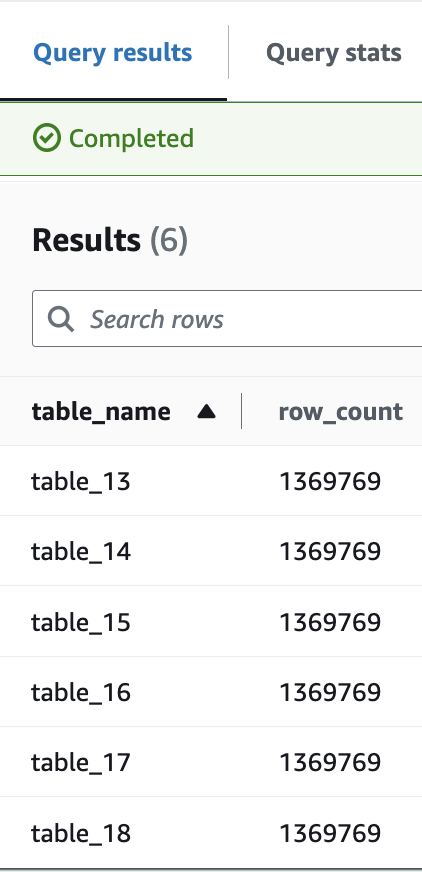 Query results Query stats
Completed
Results (6)
Search rows
table_name row_count
table_13 1369769
table_14 1369769
table_15 1369769
table_16 1369769
table_17 1369769
table_18 1369769